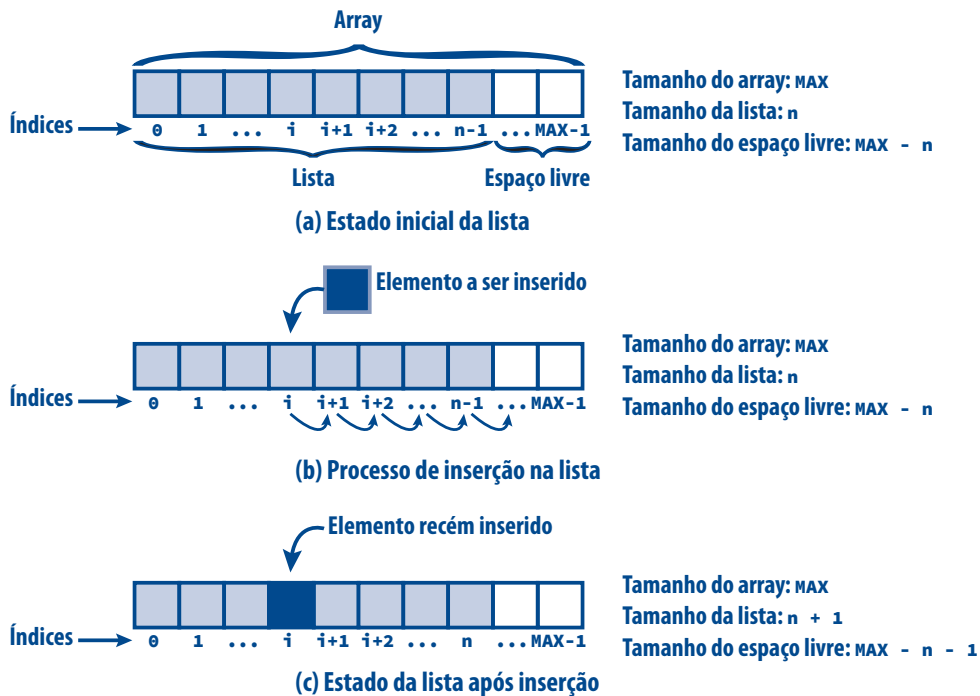 Array
Tamanho do array: MAX
Tamanho da lista: n
Tamanho do espaço livre: MAX - n
Índices
0 1 ... i i+1 i+2 ... n-1 ... MAX-1
Lista
Espaço livre
(a) Estado inicial da lista
Elemento a ser inserido
Tamanho do array: MAX
Tamanho da lista: n
Tamanho do espaço livre: MAX - n
Índices
0 1 ... i i+1 i+2 ... n-1 ... MAX-1
(b) Processo de inserção na lista
Elemento recém inserido
Tamanho do array: MAX
Tamanho da lista: n + 1
Tamanho do espaço livre: MAX - n - 1
Índices
0 1 ... i i+1 i+2 ... n ... MAX-1
(c) Estado da lista após inserção